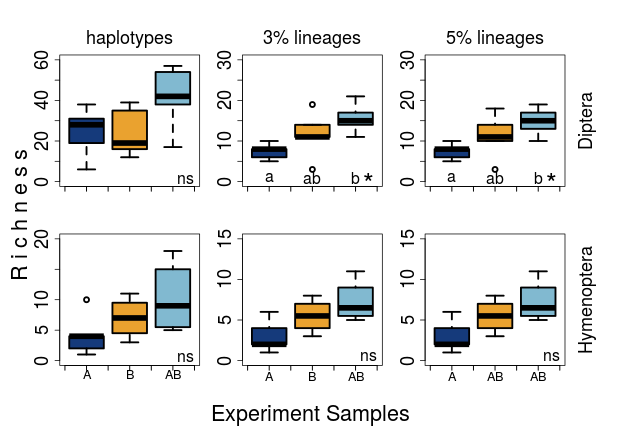 haplotypes 3% lineages 5% lineages
60
40
20
0
ns
30
20
10
0
a ab b *
30
20
10
0
a ab b *
Diptera
Richness
20
10
5
0
ns
A B AB
15
10
5
0
ns
A B AB
15
10
5
0
ns
A AB AB
Hymenoptera
Experiment Samples